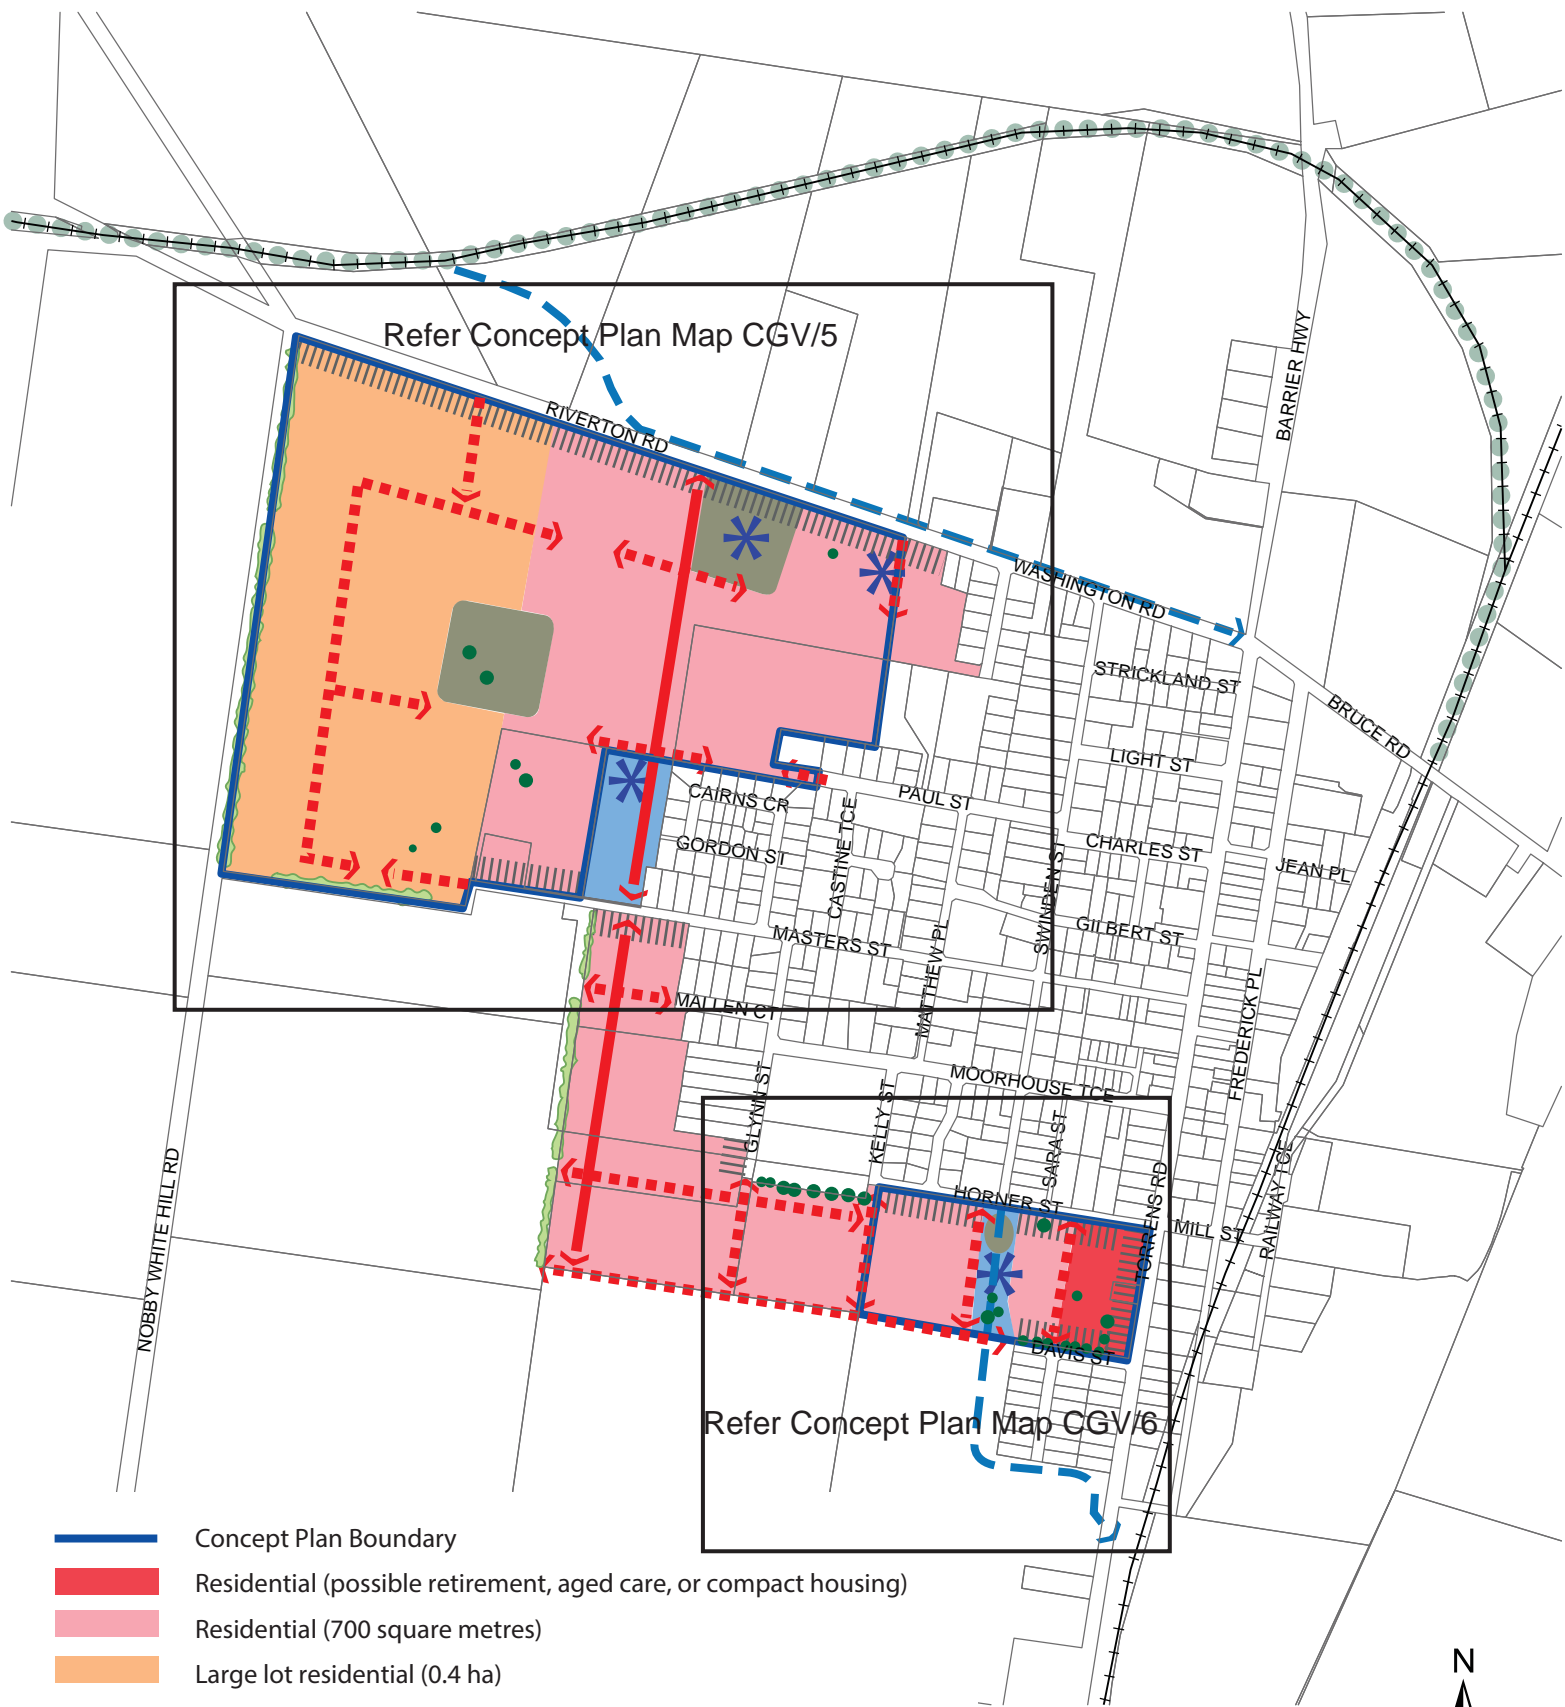 Refer Concept Plan Map CGV/5
BARRIER HWY
RIVERTON RD
WASHINGTON RD
STRICKLAND ST
BRUCE RD
LIGHT ST
PAUL ST
CAIRNS CR
CASTINE TCE
GORDON ST
SWINDEN ST
CHARLES ST
JEAN PL
MASTERS ST
MATTHEW PL
GILBERT ST
MALLEN CT
FREDERICK PL
MOORHOUSE TCE
GLYNN ST
KELLY ST
SARA ST
NOBBY WHITE HILL RD
HORNER ST
TORRENS RD
MILL ST
RAILWAY TCE
DAVIS ST
Refer Concept Plan Map CGV/6
Concept Plan Boundary
Residential (possible retirement, aged care, or compact housing)
Residential (700 square metres)
Large lot residential (0.4 ha)
N